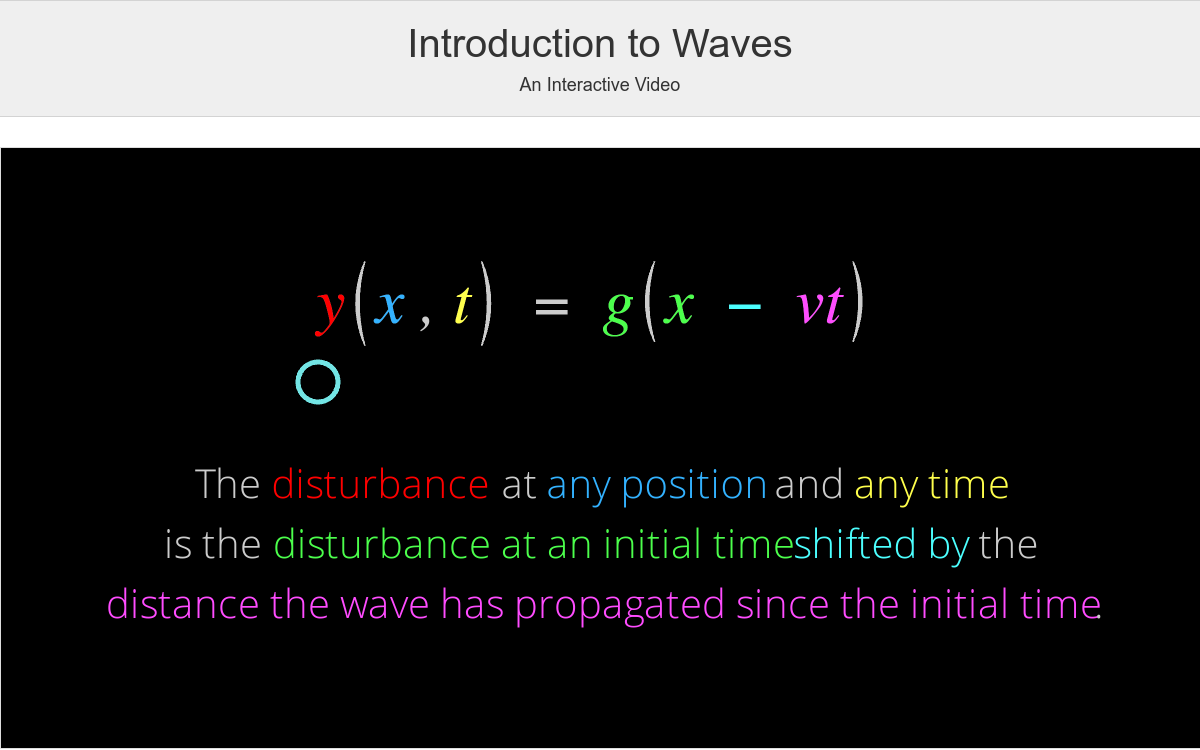 Introduction to Waves
An Interactive Video
y(x, t) = g(x − vt)
The disturbance at any position and any time
is the disturbance at an initial timeshifted by the
distance the wave has propagated since the initial time.